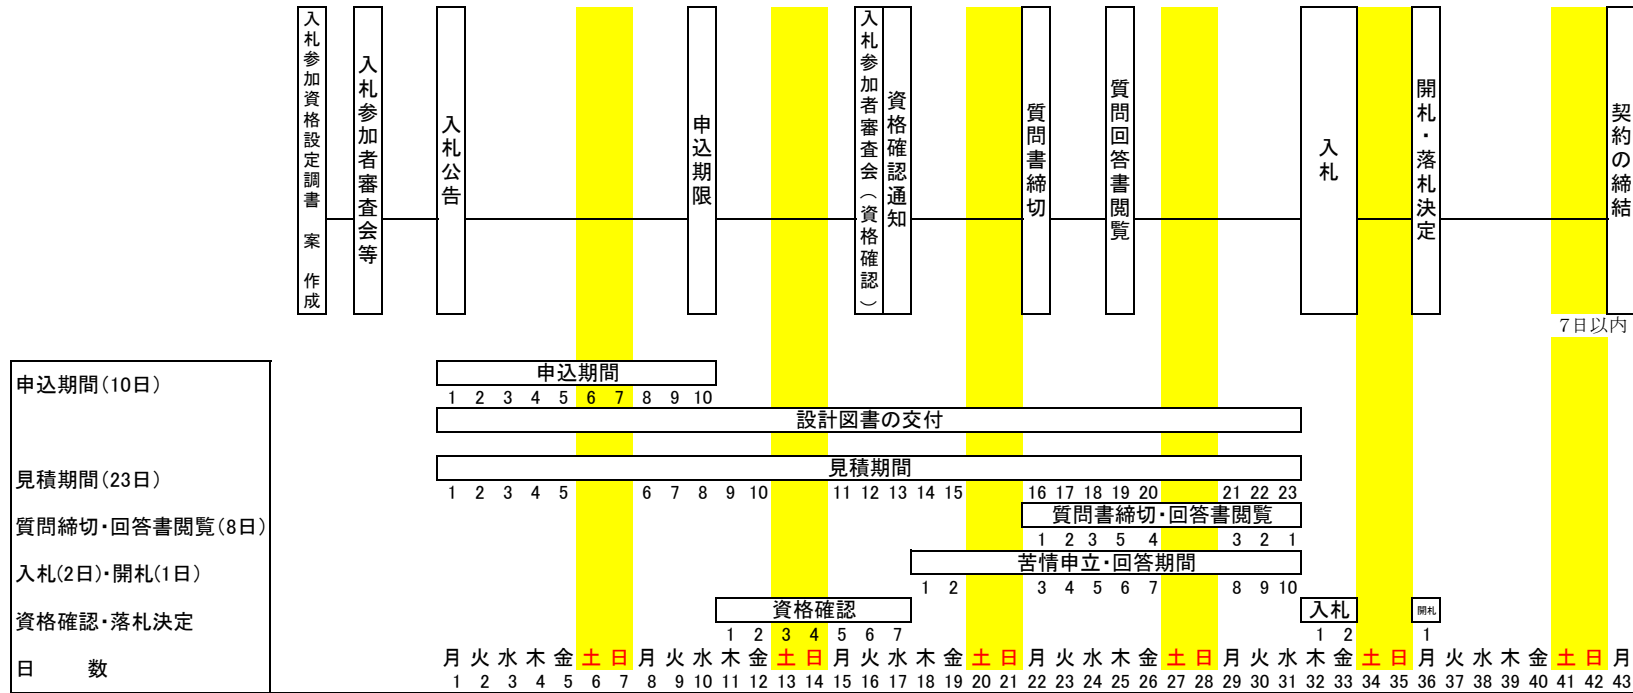 入札参加資格設定調書　案　作成
入札参加者審査会等
入札公告
申込期限
入札参加者審査会（資格確認）
資格確認通知
質問書締切
質問回答書閲覧
入札
開札・落札決定
契約の締結
7日以内
申込期間(10日)
申込期間
1 2 3 4 5 6 7 8 9 10
設計図書の交付
見積期間
見積期間(23日)
1 2 3 4 5 6 7 8 9 10 11 12 13 14 15 16 17 18 19 20 21 22 23
質問締切・回答書閲覧(8日)
質問書締切・回答書閲覧
1 2 3 5 4 3 2 1
苦情申立・回答期間
入札(2日)・開札(1日)
1 2 3 4 5 6 7 8 9 10
資格確認
入札
開札
資格確認・落札決定
1 2 3 4 5 6 7 1 2 1
月 火 水 木 金 土 日 月 火 水 木 金 土 日 月 火 水 木 金 土 日 月 火 水 木 金 土 日 月 火 水 木 金 土 日 月 火 水 木 金 土 日 月
日　　数
1 2 3 4 5 6 7 8 9 10 11 12 13 14 15 16 17 18 19 20 21 22 23 24 25 26 27 28 29 30 31 32 33 34 35 36 37 38 39 40 41 42 43